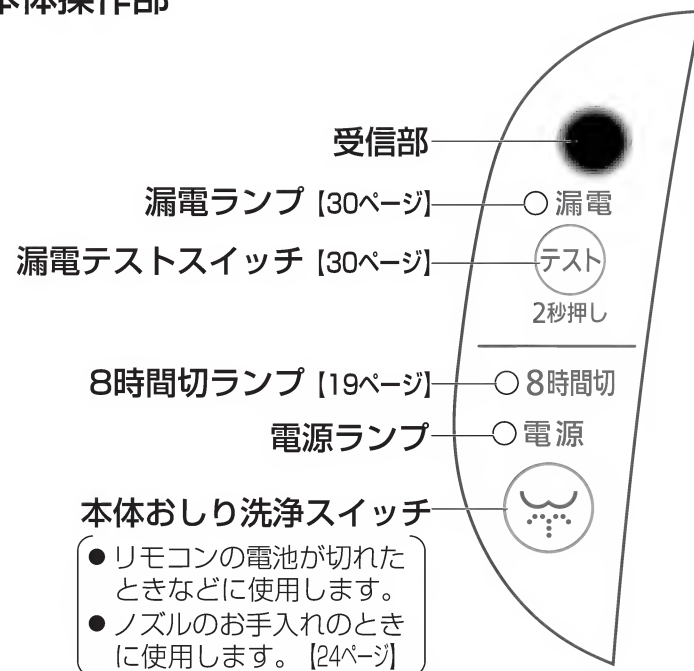 本体操作部
受信部
漏電ランプ【30ページ】
漏電
漏電テストスイッチ【30ページ】
テスト
2秒押し
8時間切ランプ【19ページ】
8時間切
電源ランプ
電源
本体おしり洗浄スイッチ
●リモコンの電池が切れた
ときなどに使用します。
●ノズルのお手入れのとき
に使用します。【24ページ】